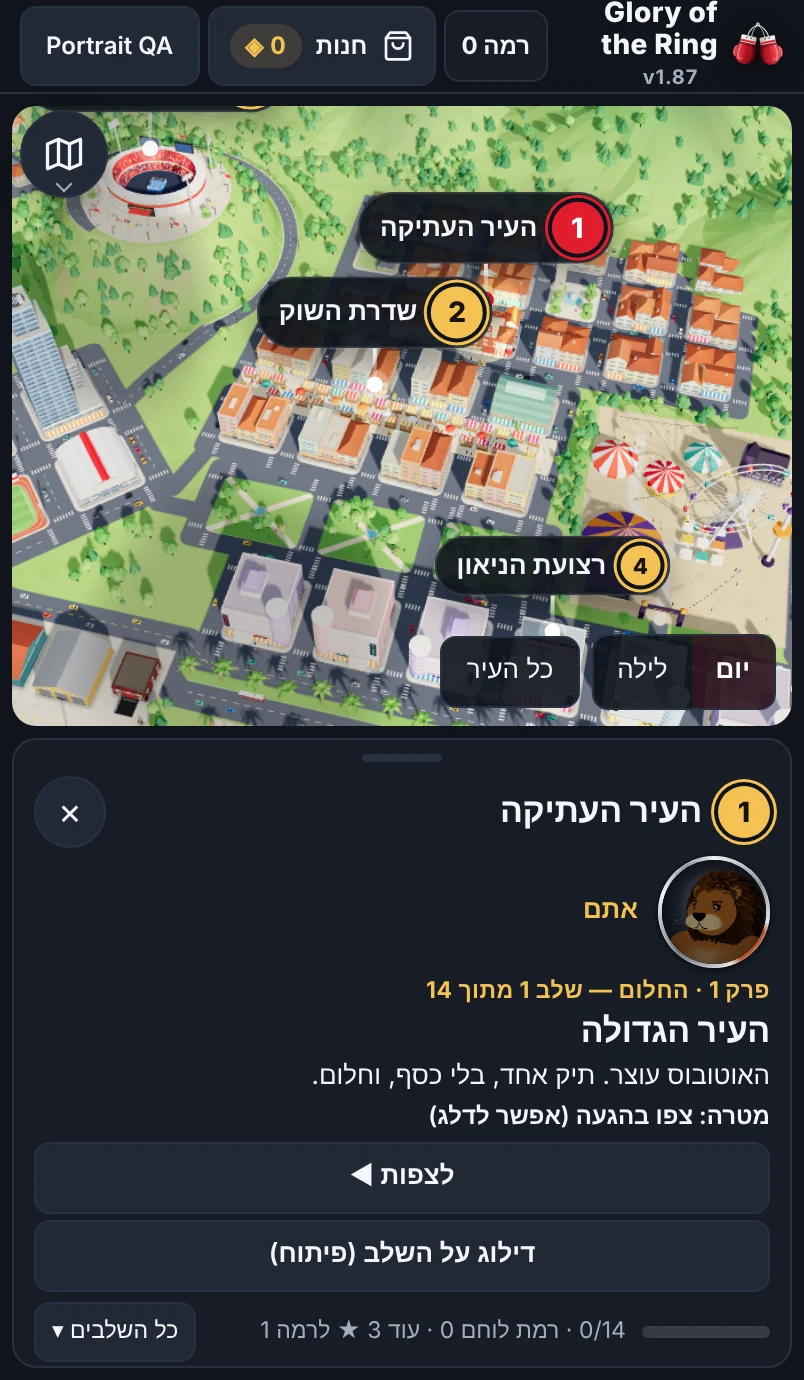 Glory of
the Ring
v1.87
רמה 0
חנות
◈ 0
Portrait QA
1
העיר העתיקה
2
שדרת השוק
4
רצועת הניאון
יום
לילה
כל העיר
1
העיר העתיקה
×
אתם
פרק 1 · החלום — שלב 1 מתוך 14
העיר הגדולה
האוטובוס עוצר. תיק אחד, בלי כסף, וחלום.
מטרה: צפו בהגעה (אפשר לדלג)
לצפות ◀
דילוג על השלב (פיתוח)
0/14 · רמת לוחם 0 · עוד 3 ★ לרמה 1
כל השלבים ▾